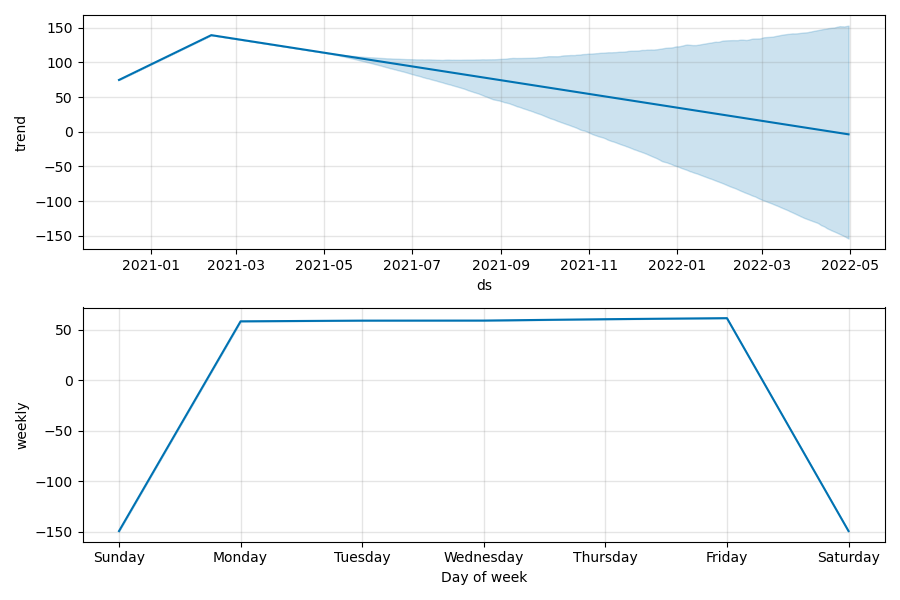 150
100
50
0
−50
−100
−150
trend
2021-01 2021-03 2021-05 2021-07 2021-09 2021-11 2022-01 2022-03 2022-05
ds
50
0
−50
−100
−150
weekly
Sunday Monday Tuesday Wednesday Thursday Friday Saturday
Day of week